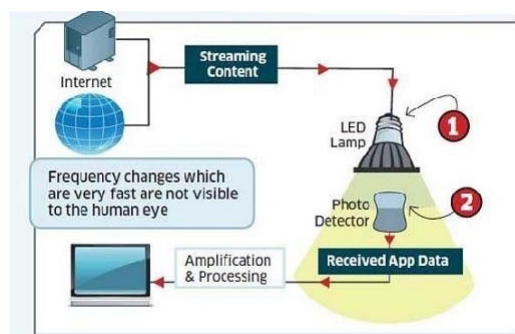 Internet
Streaming
Content
LED
Lamp
1
Frequency changes which
are very fast are not visible
to the human eye
Photo
Detector
2
Amplification
& Processing
Received App Data